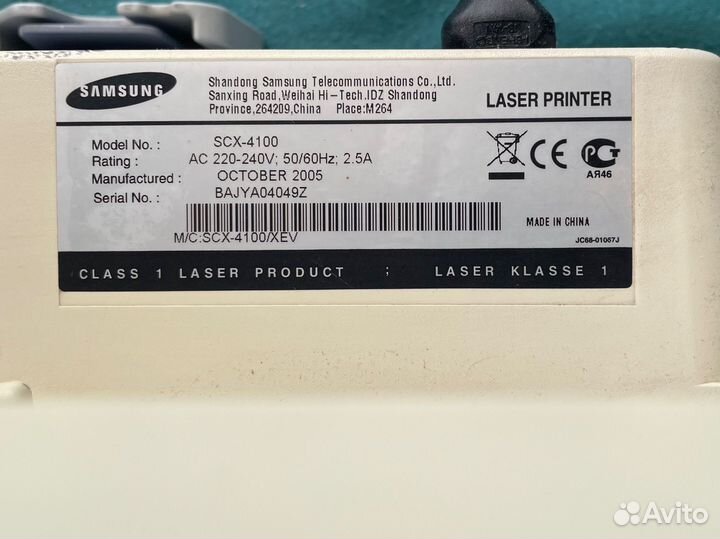 SAMSUNG
Shandong Samsung Telecommunications Co.,Ltd.
Sanxing Road,Weihai Hi-Tech.IDZ Shandong
Province,264209,China Place:M264
LASER PRINTER
Model No. : SCX-4100
Rating : AC 220-240V; 50/60Hz; 2.5A
Manufactured : OCTOBER 2005
Serial No. : BAJYA04049Z
CE
АЯ46
M/C:SCX-4100/XEV
MADE IN CHINA
JC68-01057J
CLASS 1 LASER PRODUCT ; LASER KLASSE 1
Avito